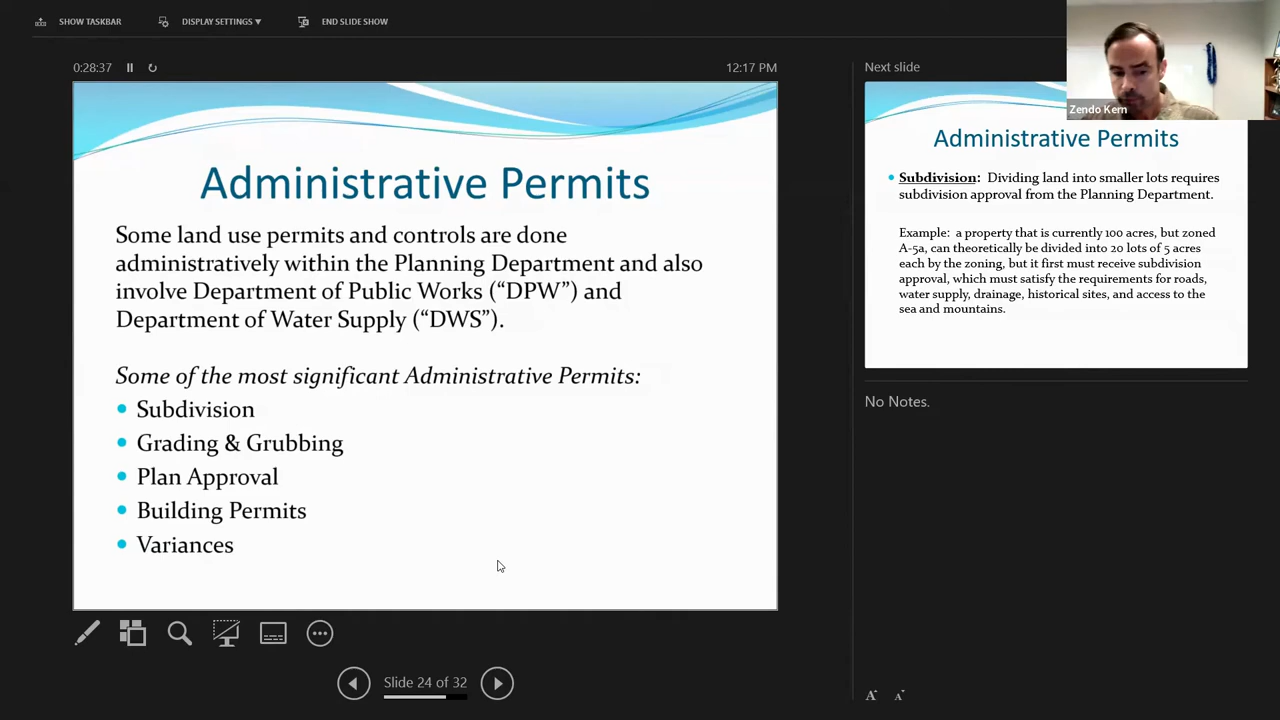 SHOW TASKBAR
DISPLAY SETTINGS ▼
END SLIDE SHOW
0:28:37
12:17 PM
Administrative Permits
Some land use permits and controls are done
administratively within the Planning Department and also
involve Department of Public Works (“DPW”) and
Department of Water Supply (“DWS”).
Some of the most significant Administrative Permits:
• Subdivision
• Grading & Grubbing
• Plan Approval
• Building Permits
• Variances
Slide 24 of 32
Next slide
Zendo Kern
Administrative Permits
• Subdivision: Dividing land into smaller lots requires
subdivision approval from the Planning Department.
Example: a property that is currently 100 acres, but zoned
A-5a, can theoretically be divided into 20 lots of 5 acres
each by the zoning, but it first must receive subdivision
approval, which must satisfy the requirements for roads,
water supply, drainage, historical sites, and access to the
sea and mountains.
No Notes.
A A